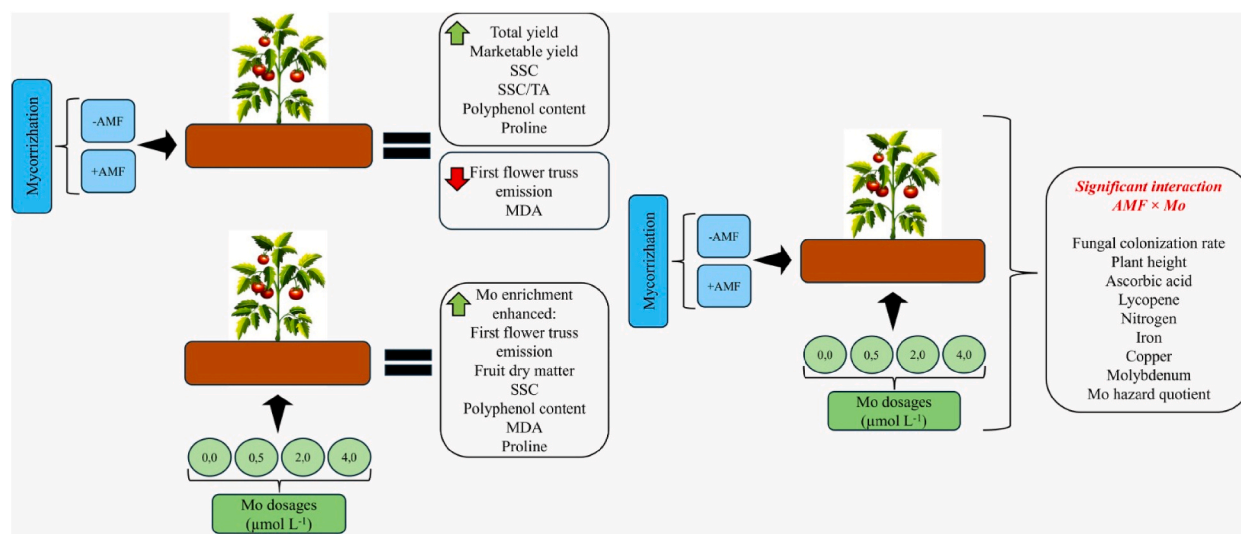 Mycorrizhation
-AMF
+AMF
Total yield
Marketable yield
SSC
SSC/TA
Polyphenol content
Proline
First flower truss
emission
MDA
Mo enrichment
enhanced:
First flower truss
emission
Fruit dry matter
SSC
Polyphenol content
MDA
Proline
0,0
0,5
2,0
4,0
Mo dosages
(µmol L-1)
Mycorrizhation
-AMF
+AMF
0,0
0,5
2,0
4,0
Mo dosages
(µmol L-1)
Significant interaction
AMF × Mo
Fungal colonization rate
Plant height
Ascorbic acid
Lycopene
Nitrogen
Iron
Copper
Molybdenum
Mo hazard quotient